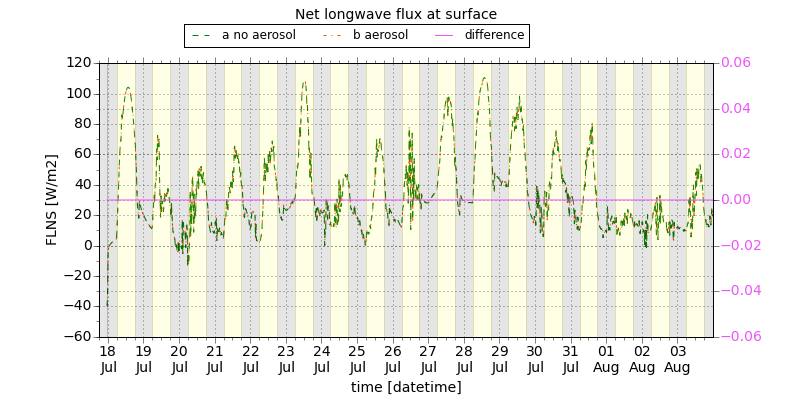 Net longwave flux at surface
a no aerosol b aerosol difference
120 0.06
100 0.04
80
60 0.02
40
20 0.00
0
−20 −0.02
−40 −0.04
−60 −0.06
FLNS [W/m2]
18 19 20 21 22 23 24 25 26 27 28 29 30 31 01 02 03
Jul Jul Jul Jul Jul Jul Jul Jul Jul Jul Jul Jul Jul Jul Aug Aug Aug
time [datetime]